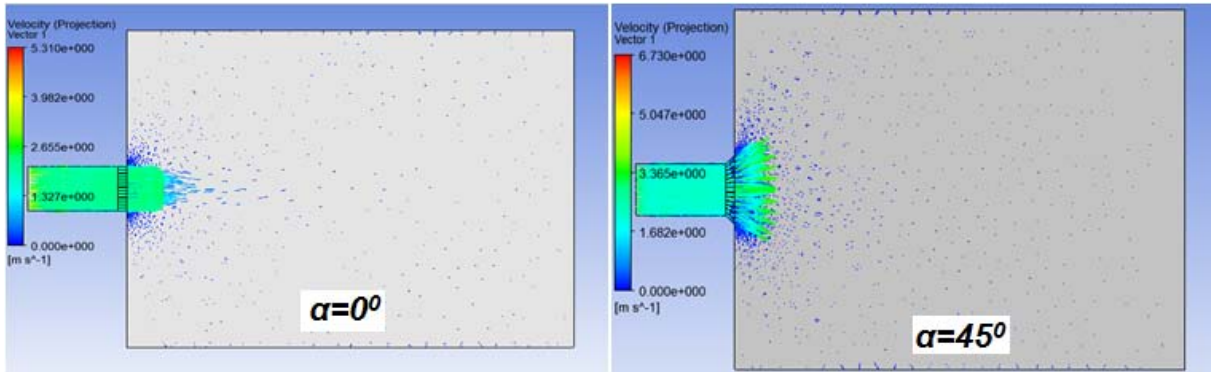 Velocity (Projection)
Vector 1
5.310e+000
3.982e+000
2.655e+000
1.327e+000
0.000e+000
[m s^-1]
α=0⁰
Velocity (Projection)
Vector 1
6.730e+000
5.047e+000
3.365e+000
1.682e+000
0.000e+000
[m s^-1]
α=45⁰